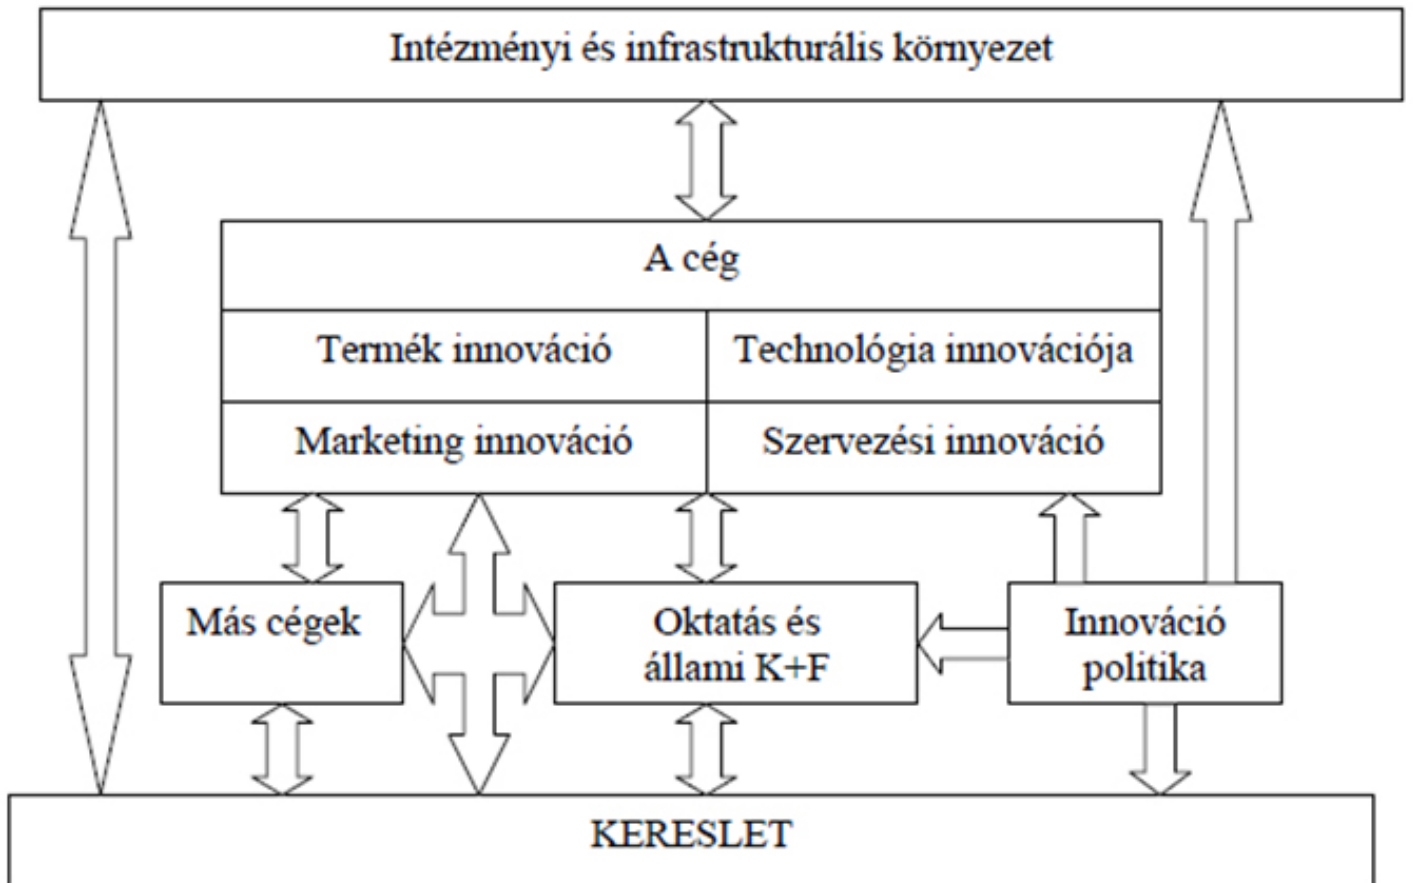 Intézményi és infrastrukturális környezet
A cég
Termék innováció
Technológia innovációja
Marketing innováció
Szervezési innováció
Más cégek
Oktatás és
állami K+F
Innováció
politika
KERESLET